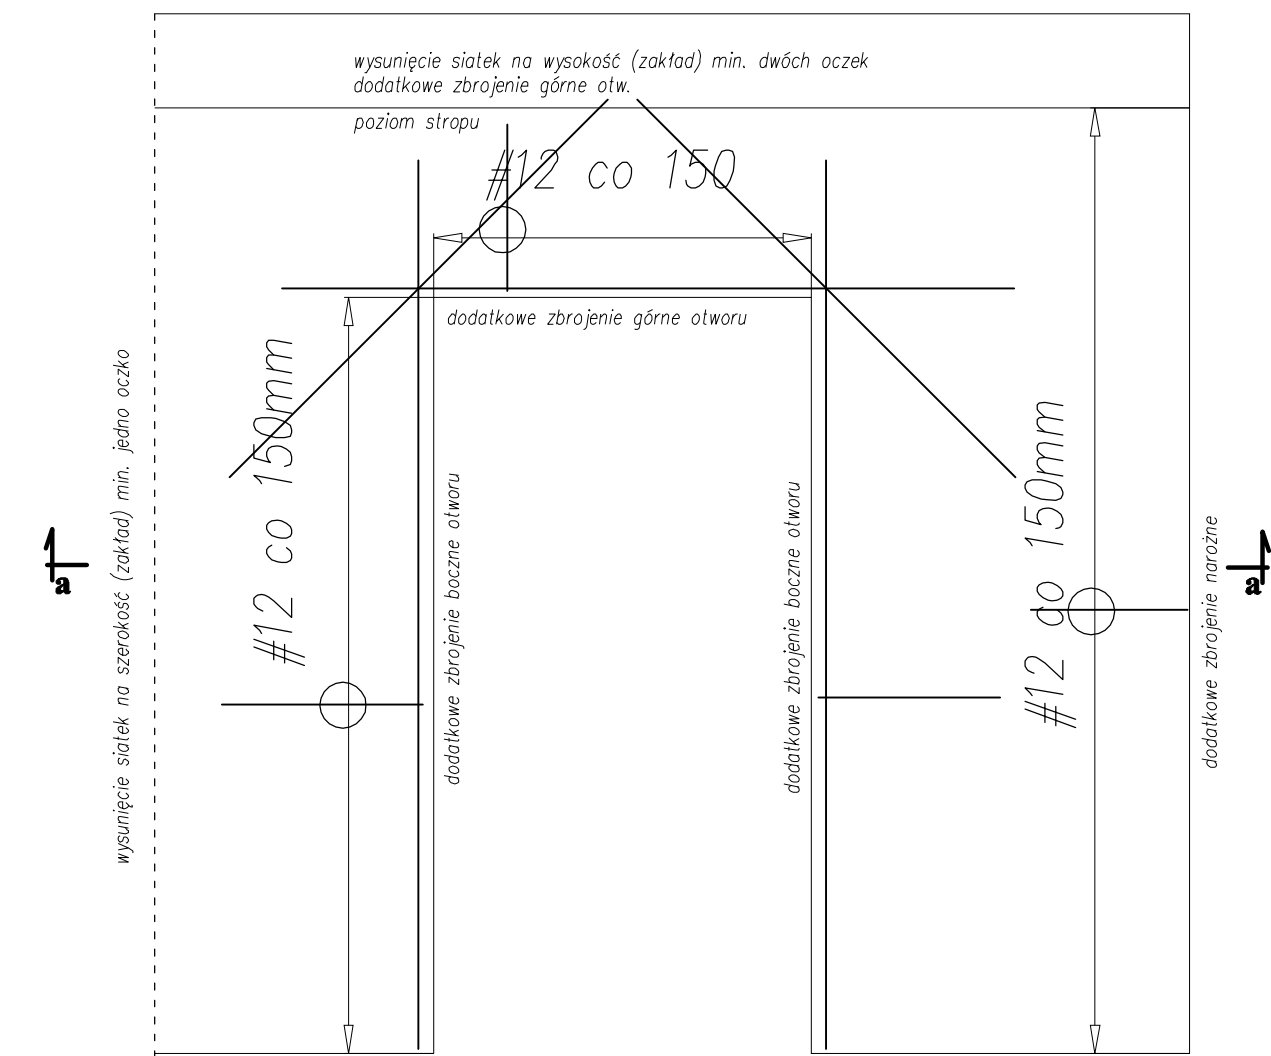 wysunięcie siatek na wysokość (zakład) min. dwóch oczek
dodatkowe zbrojenie górne otw.
poziom stropu
#12 co 150
dodatkowe zbrojenie górne otworu
wysunięcie siatek na szerokość (zakład) min. jedno oczko
#12 co 150mm
dodatkowe zbrojenie boczne otworu
dodatkowe zbrojenie boczne otworu
#12 co 150mm
dodatkowe zbrojenie narożne
a
a